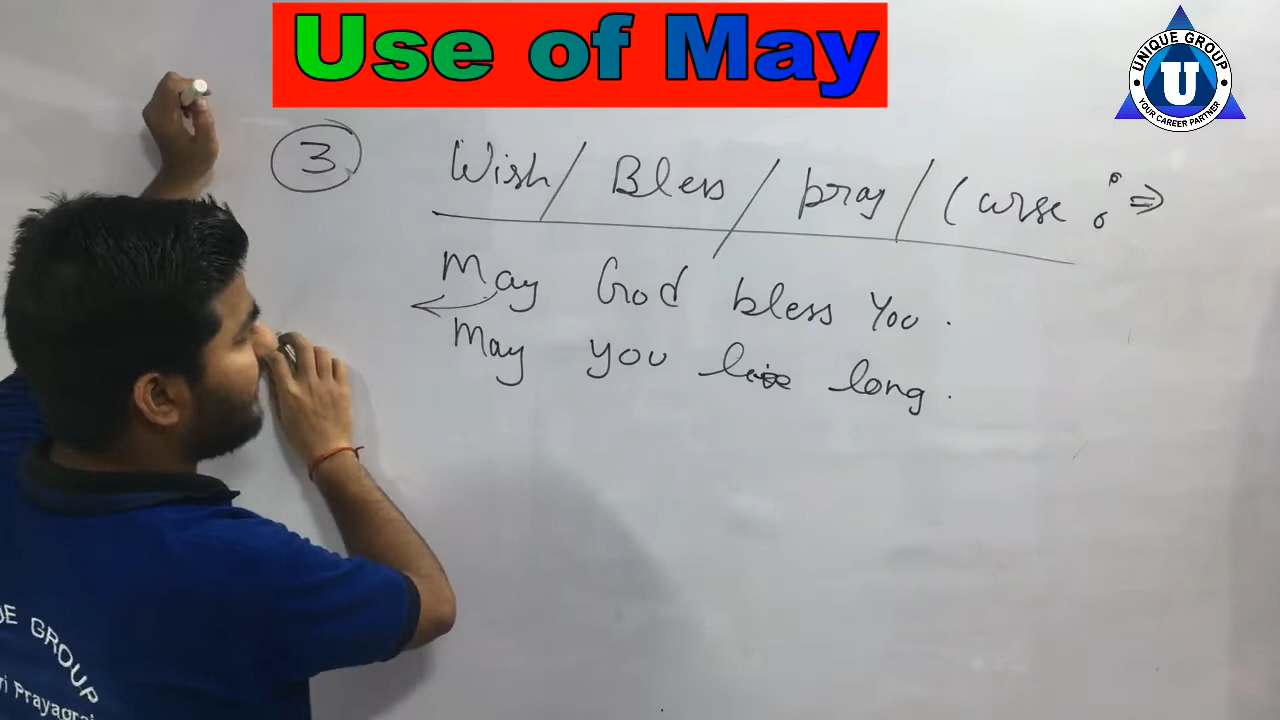 Use of May
UNIQUE GROUP
U
YOUR CAREER PARTNER
3 Wish / Bless / pray / Curse : ⇒
May God bless You.
May you live long.
GROUP
Prayagraj